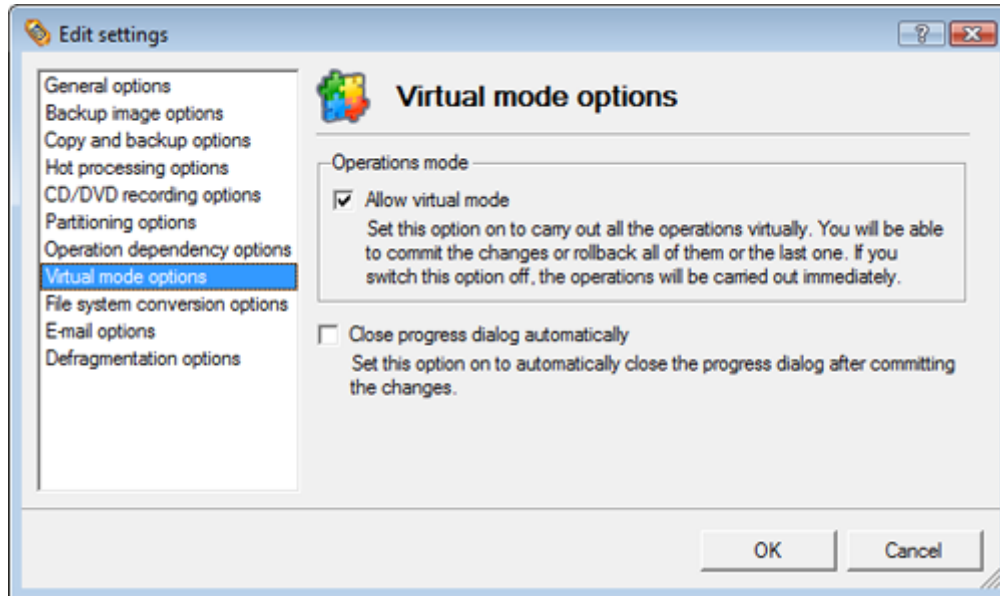 Edit settings
General options
Backup image options
Copy and backup options
Hot processing options
CD/DVD recording options
Partitioning options
Operation dependency options
Virtual mode options
File system conversion options
E-mail options
Defragmentation options
Virtual mode options
Operations mode
Allow virtual mode
Set this option on to carry out all the operations virtually. You will be able
to commit the changes or rollback all of them or the last one. If you
switch this option off, the operations will be carried out immediately.
Close progress dialog automatically
Set this option on to automatically close the progress dialog after committing
the changes.
OK
Cancel